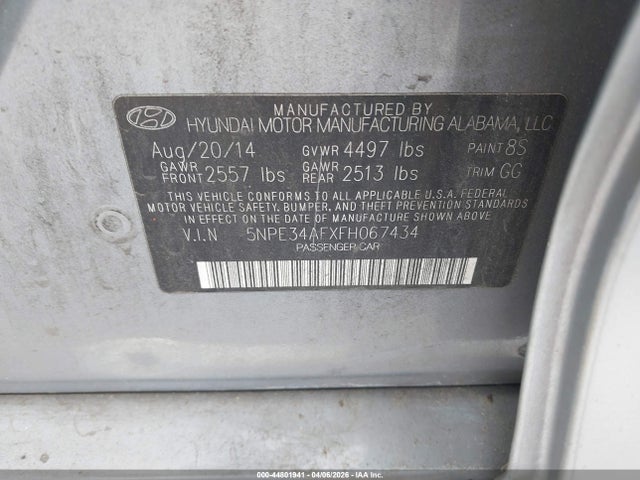 MANUFACTURED BY
HYUNDAI MOTOR MANUFACTURING ALABAMA, LLC
Aug/20/14 GVWR 4497 lbs PAINT 8S
GAWR FRONT 2557 lbs GAWR REAR 2513 lbs TRIM GG
THIS VEHICLE CONFORMS TO ALL APPLICABLE U.S.A. FEDERAL
MOTOR VEHICLE SAFETY, BUMPER, AND THEFT PREVENTION STANDARDS
IN EFFECT ON THE DATE OF MANUFACTURE SHOWN ABOVE.
V.I.N 5NPE34AFXFH067434
PASSENGER CAR
000-44801941 - 04/06/2026 - IAA Inc.